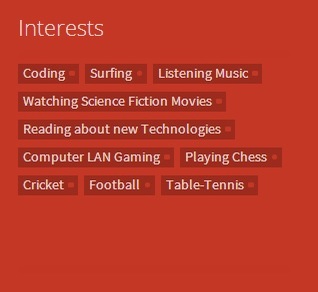 Interests
Coding Surfing Listening Music
Watching Science Fiction Movies
Reading about new Technologies
Computer LAN Gaming Playing Chess
Cricket Football Table-Tennis